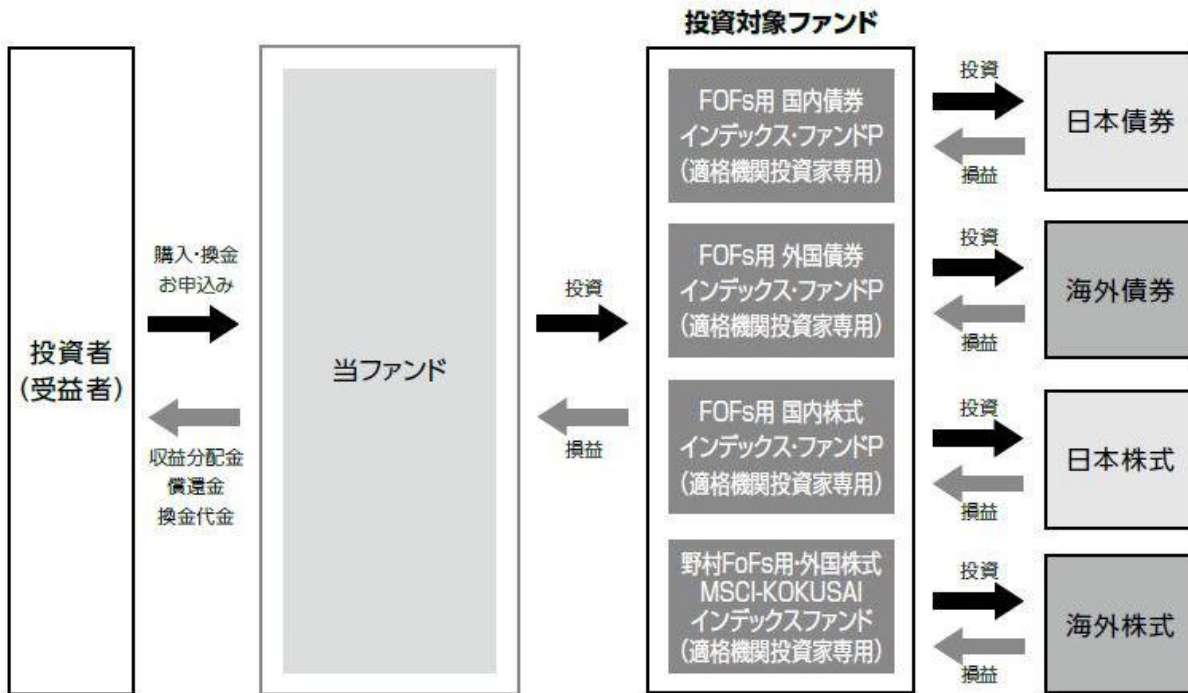 投資対象ファンド
投資者
(受益者)
購入・換金
お申込み
収益分配金
償還金
換金代金
当ファンド
投資
損益
FOFs用 国内債券
インデックス・ファンドP
(適格機関投資家専用)
投資
損益
日本債券
FOFs用 外国債券
インデックス・ファンドP
(適格機関投資家専用)
投資
損益
海外債券
FOFs用 国内株式
インデックス・ファンドP
(適格機関投資家専用)
投資
損益
日本株式
野村FoFs用・外国株式
MSCI-KOKUSAI
インデックスファンド
(適格機関投資家専用)
投資
損益
海外株式